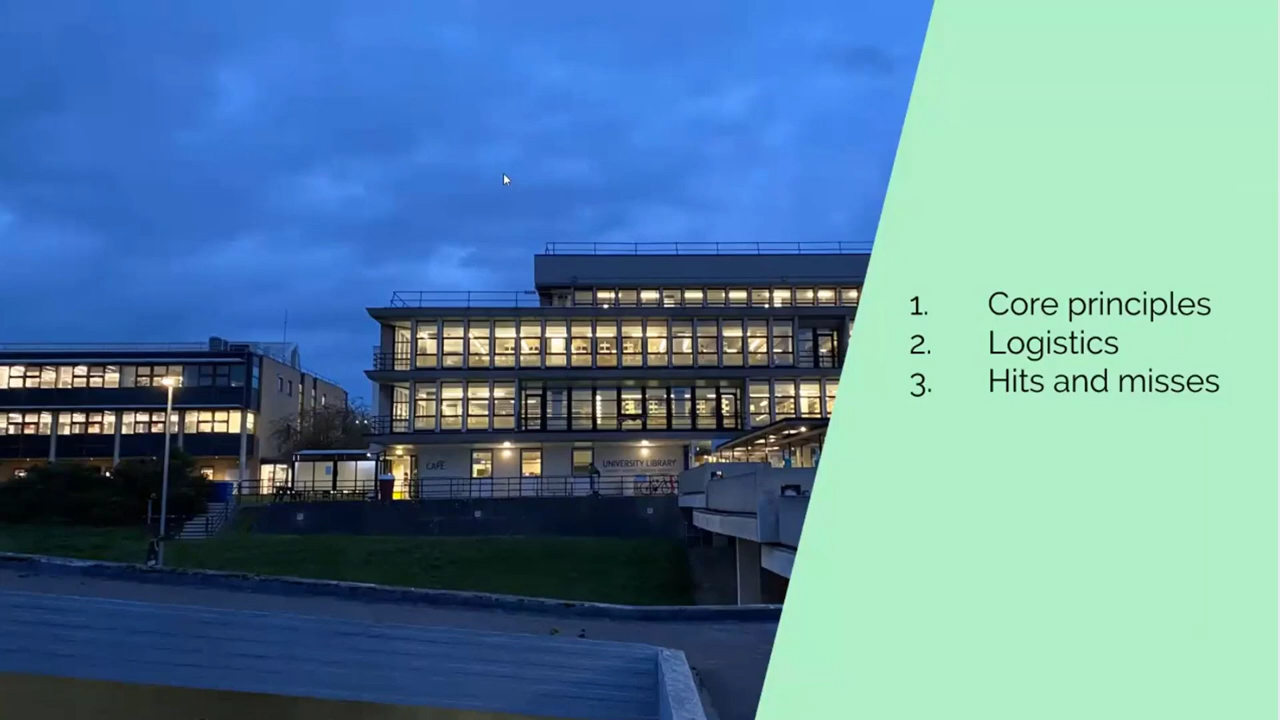 CAFE
UNIVERSITY LIBRARY
1. Core principles
2. Logistics
3. Hits and misses